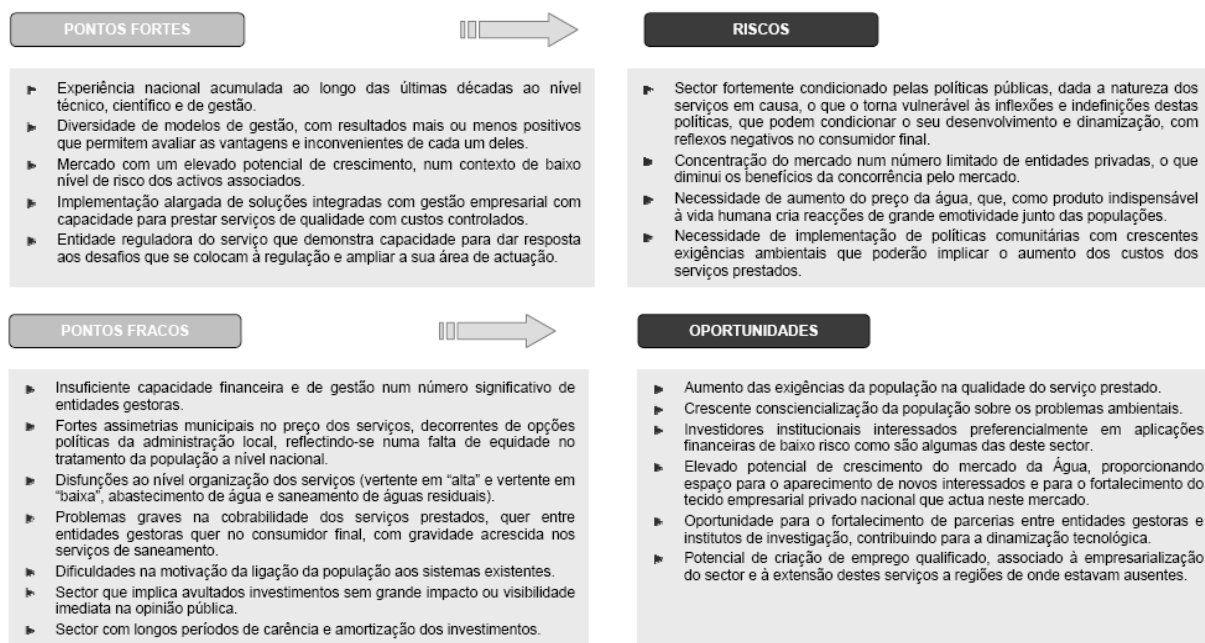 PONTOS FORTES
Experiência nacional acumulada ao longo das últimas décadas ao nível
técnico, científico e de gestão.
Diversidade de modelos de gestão, com resultados mais ou menos positivos
que permitem avaliar as vantagens e inconvenientes de cada um deles.
Mercado com um elevado potencial de crescimento, num contexto de baixo
nível de risco dos activos associados.
Implementação alargada de soluções integradas com gestão empresarial com
capacidade para prestar serviços de qualidade com custos controlados.
Entidade reguladora do serviço que demonstra capacidade para dar resposta
aos desafios que se colocam à regulação e ampliar a sua área de actuação.
RISCOS
Sector fortemente condicionado pelas políticas públicas, dada a natureza dos
serviços em causa, o que o torna vulnerável às inflexões e indefinições destas
políticas, que podem condicionar o seu desenvolvimento e dinamização, com
reflexos negativos no consumidor final.
Concentração do mercado num número limitado de entidades privadas, o que
diminui os benefícios da concorrência pelo mercado.
Necessidade de aumento do preço da água, que, como produto indispensável
à vida humana cria reacções de grande emotividade junto das populações.
Necessidade de implementação de políticas comunitárias com crescentes
exigências ambientais que poderão implicar o aumento dos custos dos
serviços prestados.
PONTOS FRACOS
Insuficiente capacidade financeira e de gestão num número significativo de
entidades gestoras.
Fortes assimetrias municipais no preço dos serviços, decorrentes de opções
políticas da administração local, reflectindo-se numa falta de equidade no
tratamento da população a nível nacional.
Disfunções ao nível organização dos serviços (vertente em “alta” e vertente em
“baixa”, abastecimento de água e saneamento de águas residuais).
Problemas graves na cobrabilidade dos serviços prestados, quer entre
entidades gestoras quer no consumidor final, com gravidade acrescida nos
serviços de saneamento.
Dificuldades na motivação da ligação da população aos sistemas existentes.
Sector que implica avultados investimentos sem grande impacto ou visibilidade
imediata na opinião pública.
Sector com longos períodos de carência e amortização dos investimentos.
OPORTUNIDADES
Aumento das exigências da população na qualidade do serviço prestado.
Crescente consciencialização da população sobre os problemas ambientais.
Investidores institucionais interessados preferencialmente em aplicações
financeiras de baixo risco como são algumas das deste sector.
Elevado potencial de crescimento do mercado da Água, proporcionando
espaço para o aparecimento de novos interessados e para o fortalecimento do
tecido empresarial privado nacional que actua neste mercado.
Oportunidade para o fortalecimento de parcerias entre entidades gestoras e
institutos de investigação, contribuindo para a dinamização tecnológica.
Potencial de criação de emprego qualificado, associado à empresarialização
do sector e à extensão destes serviços a regiões de onde estavam ausentes.